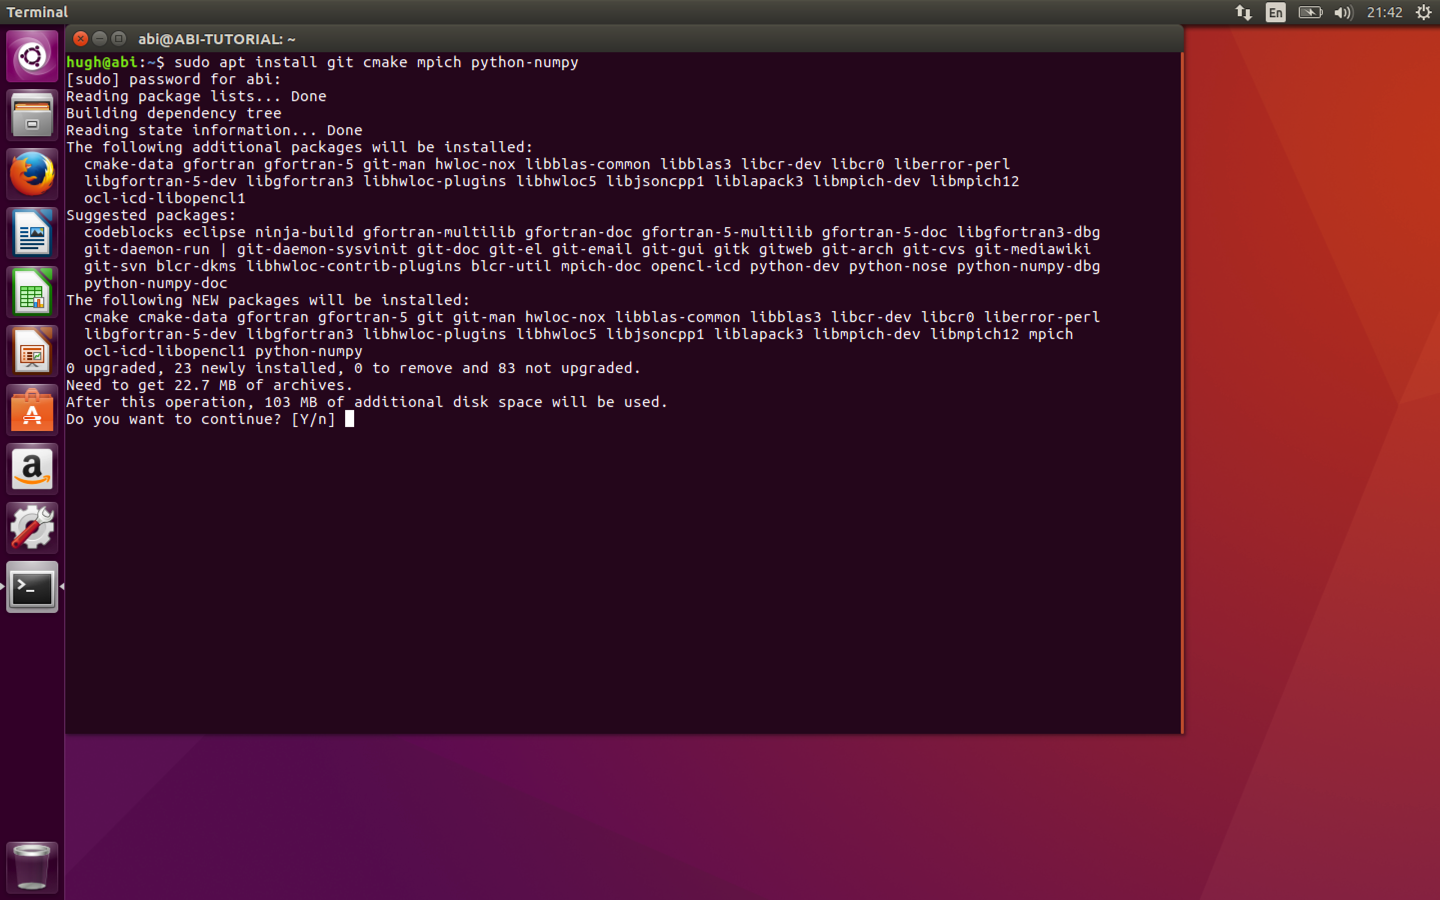 Terminal
En
21:42
abi@ABI-TUTORIAL: ~
hugh@abi:~$ sudo apt install git cmake mpich python-numpy
[sudo] password for abi:
Reading package lists... Done
Building dependency tree
Reading state information... Done
The following additional packages will be installed:
cmake-data gfortran gfortran-5 git-man hwloc-nox libblas-common libblas3 libcr-dev libcr0 liberror-perl
libgfortran-5-dev libgfortran3 libhwloc-plugins libhwloc5 libjsoncpp1 liblapack3 libmpich-dev libmpich12
ocl-icd-libopencl1
Suggested packages:
codeblocks eclipse ninja-build gfortran-multilib gfortran-doc gfortran-5-multilib gfortran-5-doc libgfortran3-dbg
git-daemon-run | git-daemon-sysvinit git-doc git-el git-email git-gui gitk gitweb git-arch git-cvs git-mediawiki
git-svn blcr-dkms libhwloc-contrib-plugins blcr-util mpich-doc opencl-icd python-dev python-nose python-numpy-dbg
python-numpy-doc
The following NEW packages will be installed:
cmake cmake-data gfortran gfortran-5 git git-man hwloc-nox libblas-common libblas3 libcr-dev libcr0 liberror-perl
libgfortran-5-dev libgfortran3 libhwloc-plugins libhwloc5 libjsoncpp1 liblapack3 libmpich-dev libmpich12 mpich
ocl-icd-libopencl1 python-numpy
0 upgraded, 23 newly installed, 0 to remove and 83 not upgraded.
Need to get 22.7 MB of archives.
After this operation, 103 MB of additional disk space will be used.
Do you want to continue? [Y/n]